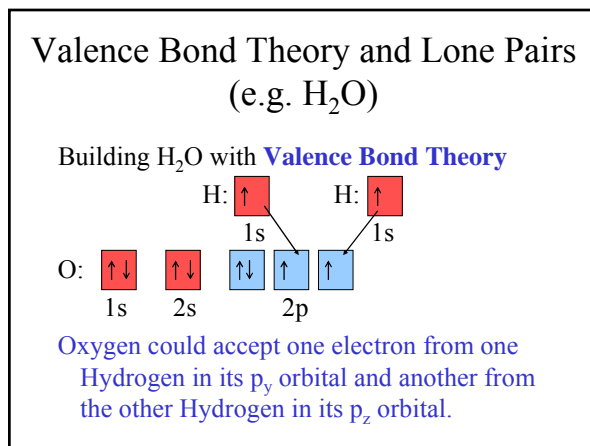 Valence Bond Theory and Lone Pairs
(e.g. H₂O)
Building H₂O with Valence Bond Theory
H: ↑ H: ↑
1s 1s
O: ↑↓ ↑↓ ↑↓ ↑ ↑
1s 2s 2p
Oxygen could accept one electron from one
Hydrogen in its pᵧ orbital and another from
the other Hydrogen in its p_z orbital.